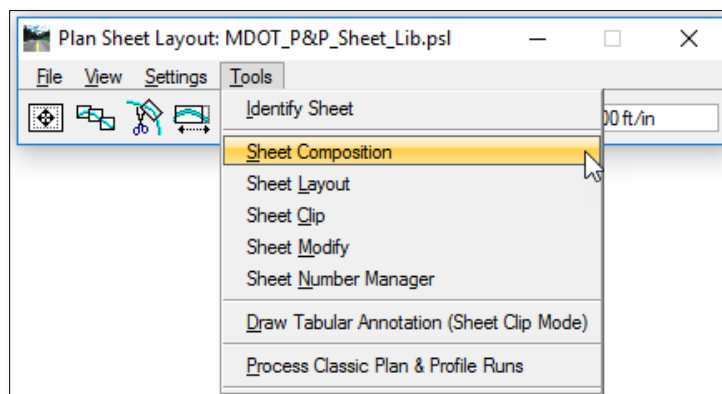 Plan Sheet Layout: MDOT_P&P_Sheet_Lib.psl
File View Settings Tools
Identify Sheet
00 ft/in
Sheet Composition
Sheet Layout
Sheet Clip
Sheet Modify
Sheet Number Manager
Draw Tabular Annotation (Sheet Clip Mode)
Process Classic Plan & Profile Runs